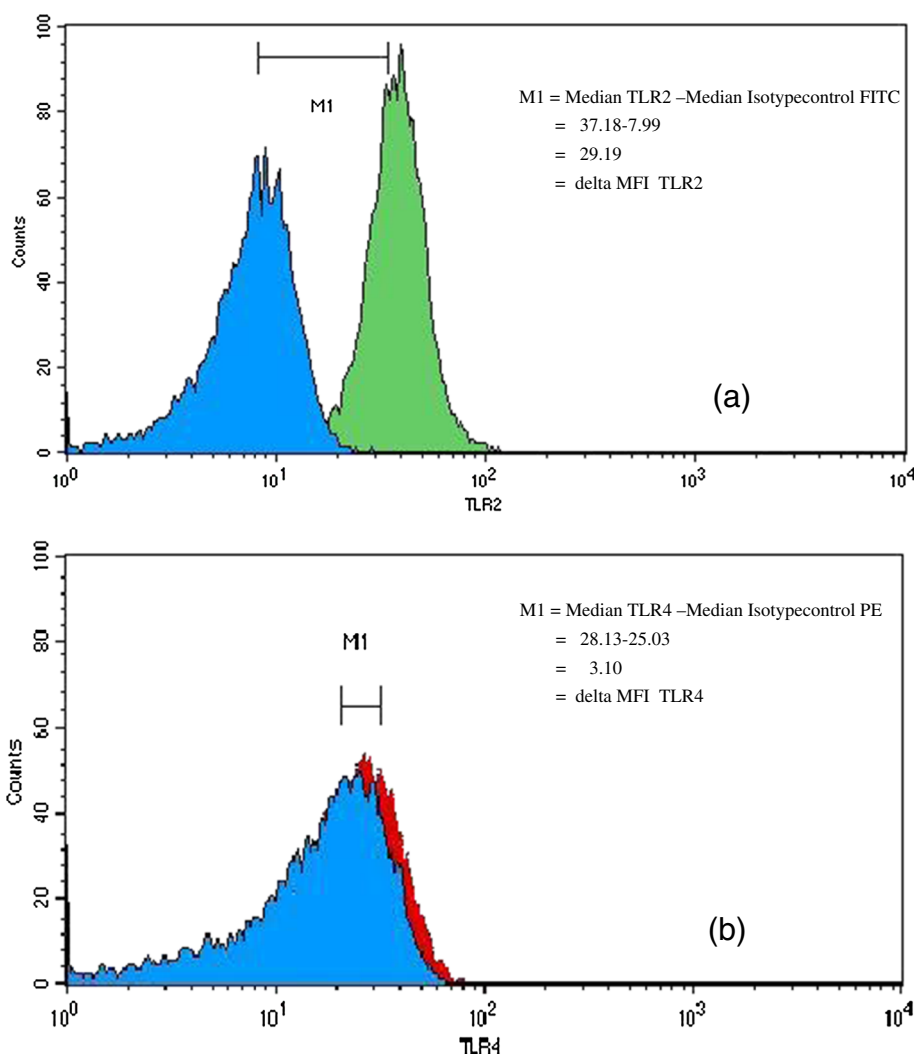 100
80
60
40
20
0
Counts
M1
M1 = Median TLR2 –Median Isotypecontrol FITC
= 37.18-7.99
= 29.19
= delta MFI TLR2
(a)
10^0 10^1 10^2 10^3 10^4
TLR2
100
80
60
40
20
0
Counts
M1
M1 = Median TLR4 –Median Isotypecontrol PE
= 28.13-25.03
= 3.10
= delta MFI TLR4
(b)
10^0 10^1 10^2 10^3 10^4
TLR4